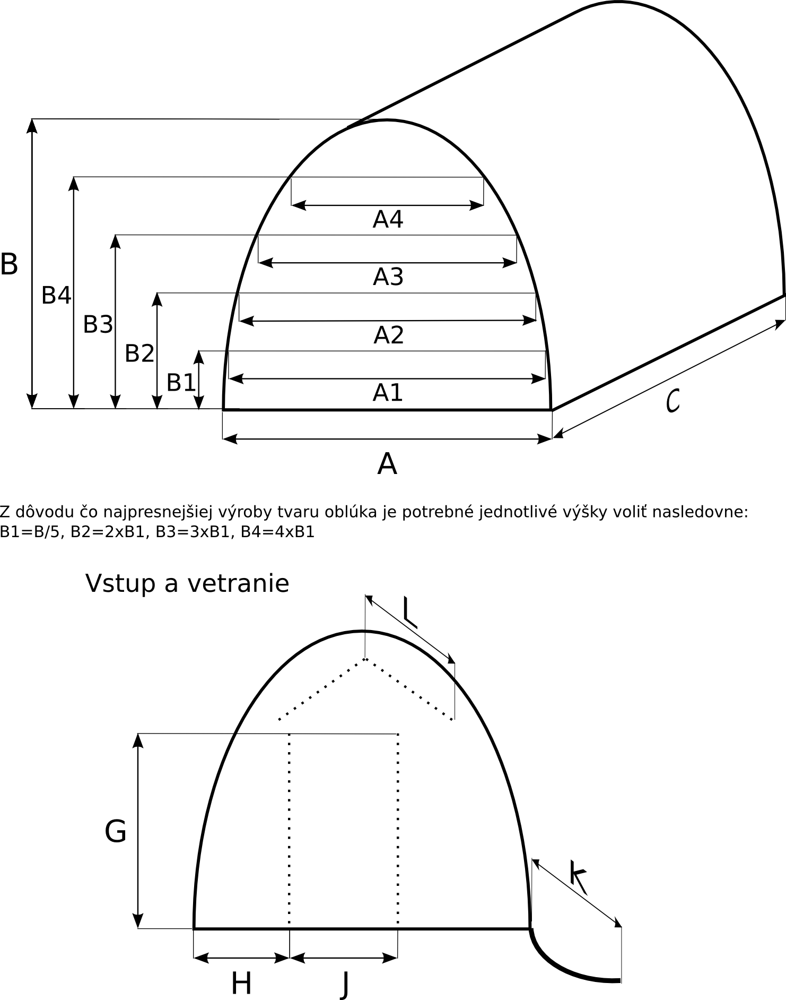 A4
B
A3
B4
B3
A2
B2
B1
A1
C
A
Z dôvodu čo najpresnejšiej výroby tvaru oblúka je potrebné jednotlivé výšky voliť nasledovne:
B1=B/5, B2=2xB1, B3=3xB1, B4=4xB1
Vstup a vetranie
L
G
K
H
J